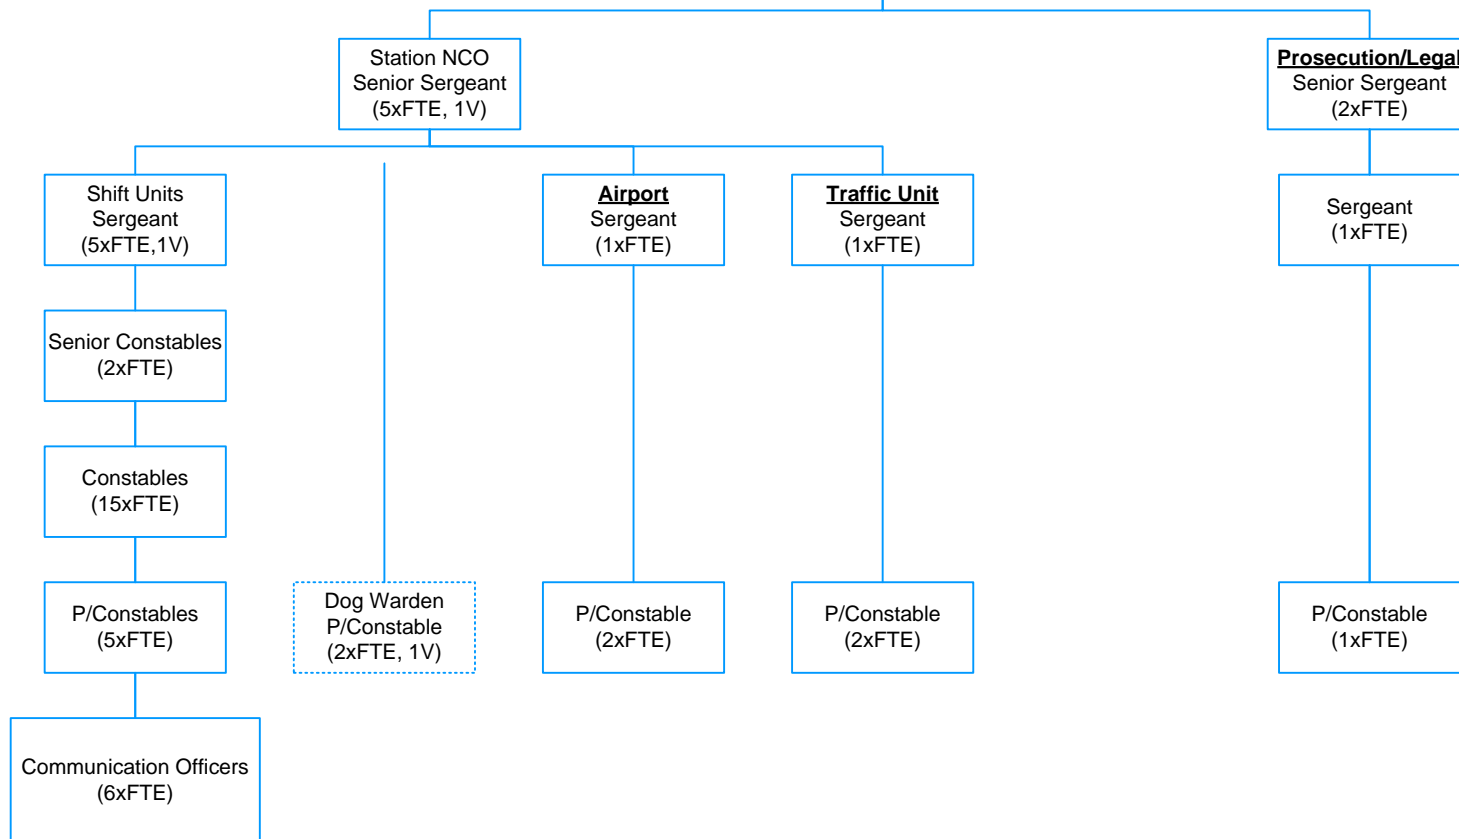 Station NCO
Senior Sergeant
(5xFTE, 1V)
Prosecution/Legal
Senior Sergeant
(2xFTE)
Shift Units
Sergeant
(5xFTE,1V)
Airport
Sergeant
(1xFTE)
Traffic Unit
Sergeant
(1xFTE)
Sergeant
(1xFTE)
Senior Constables
(2xFTE)
Constables
(15xFTE)
P/Constables
(5xFTE)
Dog Warden
P/Constable
(2xFTE, 1V)
P/Constable
(2xFTE)
P/Constable
(2xFTE)
P/Constable
(1xFTE)
Communication Officers
(6xFTE)